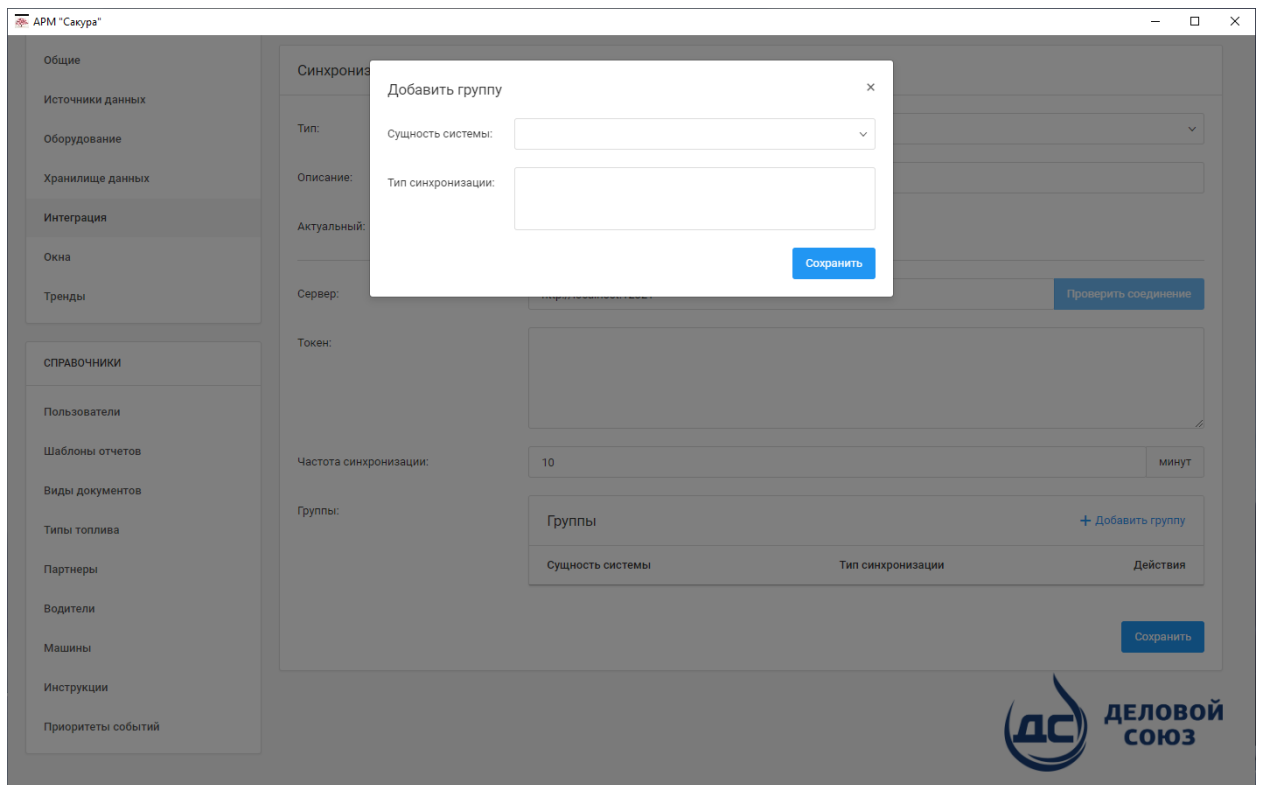 АРМ "Сакура"
Общие
Источники данных
Оборудование
Хранилище данных
Интеграция
Окна
Тренды
СПРАВОЧНИКИ
Пользователи
Шаблоны отчетов
Виды документов
Типы топлива
Партнеры
Водители
Машины
Инструкции
Приоритеты событий
Тип:
Описание:
Актуальный:
Сервер:
Проверить соединение
Токен:
Частота синхронизации:
10
минут
Группы:
Группы
+ Добавить группу
Сущность системы
Тип синхронизации
Действия
Сохранить
Добавить группу
×
Сущность системы:
Тип синхронизации:
Сохранить
ДС
ДЕЛОВОЙ
СОЮЗ